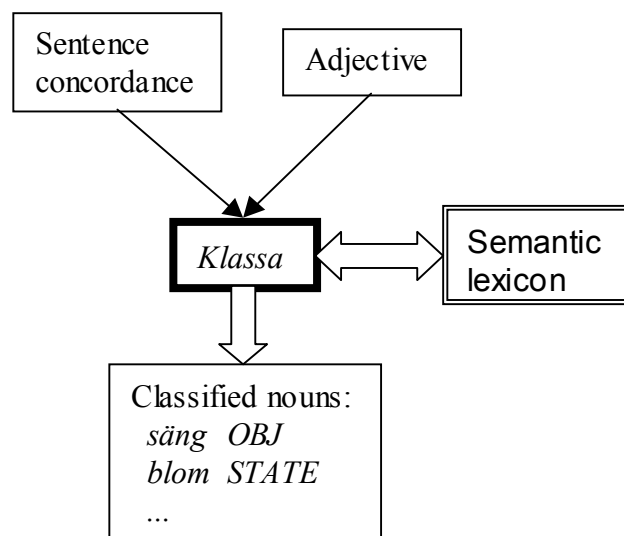 Sentence
concordance
Adjective
Klassa
Semantic
lexicon
Classified nouns:
säng OBJ
blom STATE
...